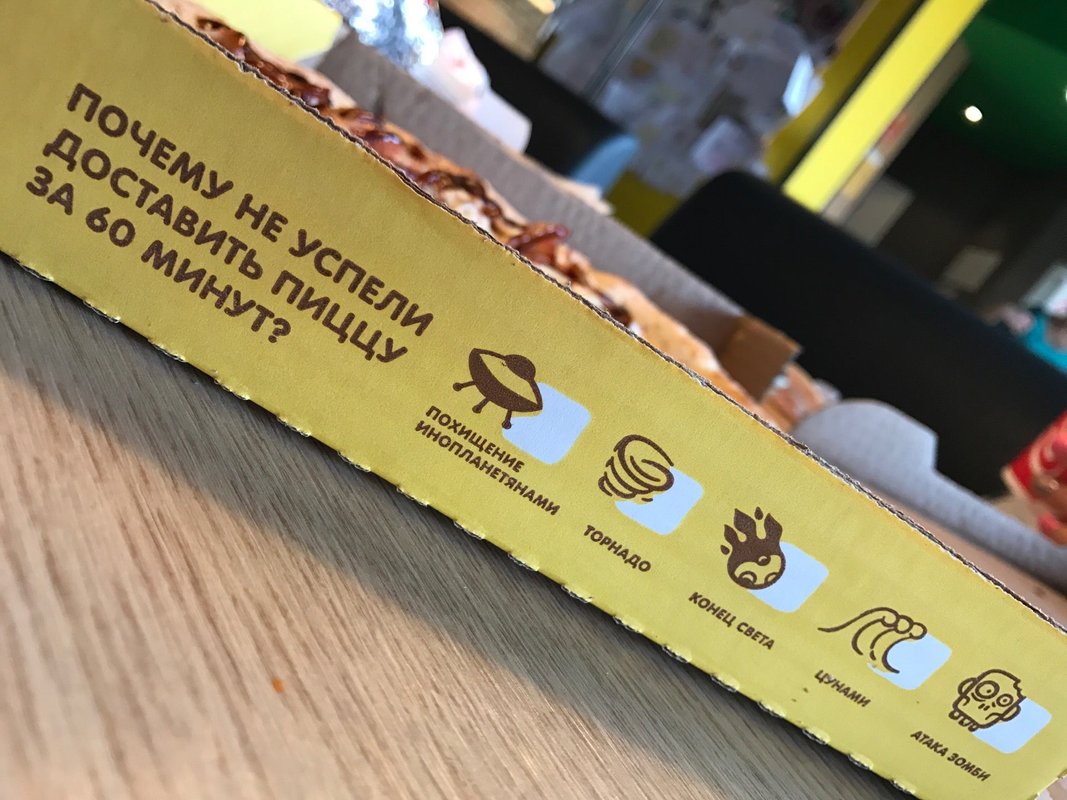 ПОЧЕМУ НЕ УСПЕЛИ
ДОСТАВИТЬ ПИЦЦУ
ЗА 60 МИНУТ?
ПОХИЩЕНИЕ
ИНОПЛАНЕТЯНАМИ
ТОРНАДО
КОНЕЦ СВЕТА
ЦУНАМИ
АТАКА ЗОМБИ